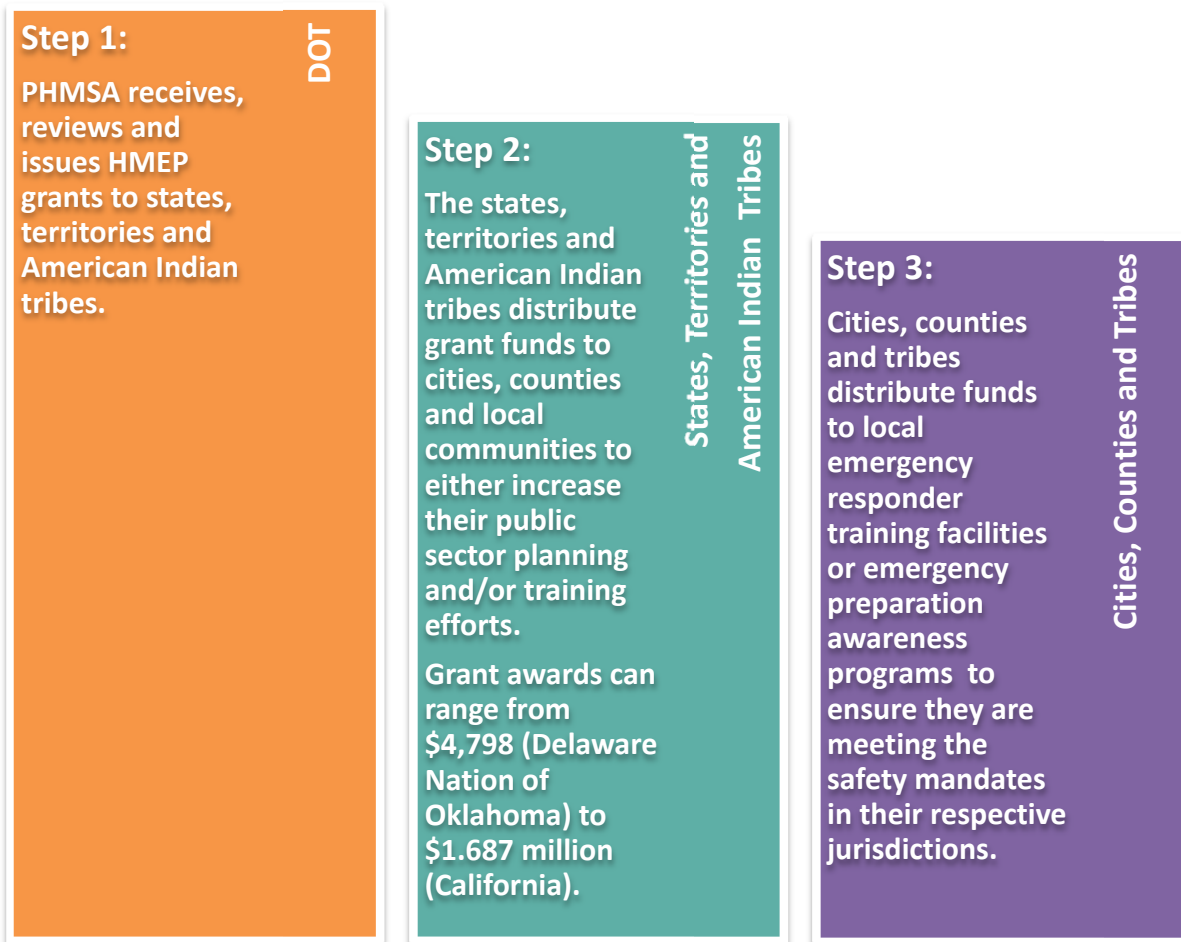 Step 1:
PHMSA receives,
reviews and
issues HMEP
grants to states,
territories and
American Indian
tribes.
DOT
Step 2:
The states,
territories and
American Indian
tribes distribute
grant funds to
cities, counties
and local
communities to
either increase
their public
sector planning
and/or training
efforts.
Grant awards can
range from
$4,798 (Delaware
Nation of
Oklahoma) to
$1.687 million
(California).
States, Territories and
American Indian Tribes
Step 3:
Cities, counties
and tribes
distribute funds
to local
emergency
responder
training facilities
or emergency
preparation
awareness
programs to
ensure they are
meeting the
safety mandates
in their respective
jurisdictions.
Cities, Counties and Tribes